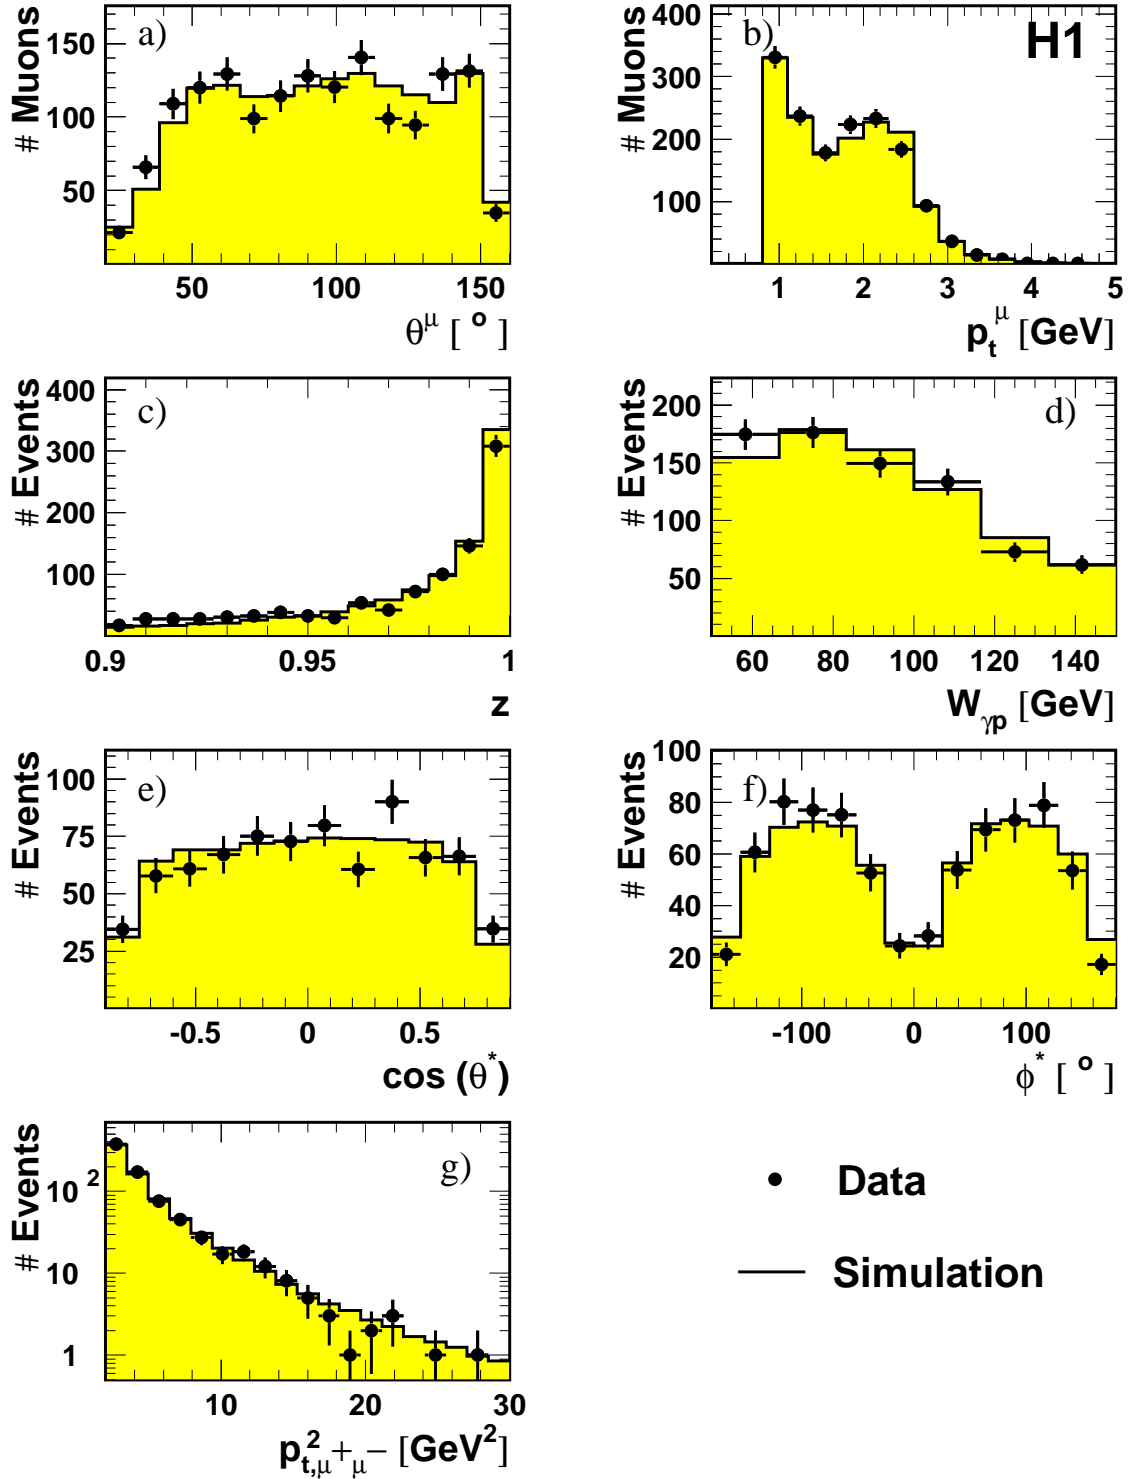 # Muons
a)
150
100
50
50 100 150
θ^μ [ ° ]
# Muons
b)
H1
400
300
200
100
1 2 3 4 5
p_t^μ [GeV]
# Events
c)
400
300
200
100
0.9 0.95 1
z
# Events
d)
200
150
100
50
60 80 100 120 140
W_γp [GeV]
# Events
e)
100
75
50
25
-0.5 0 0.5
cos (θ*)
# Events
f)
100
80
60
40
20
-100 0 100
ϕ* [ ° ]
# Events
g)
10²
10
1
10 20 30
p²_t,μ+μ− [GeV²]
Data
Simulation